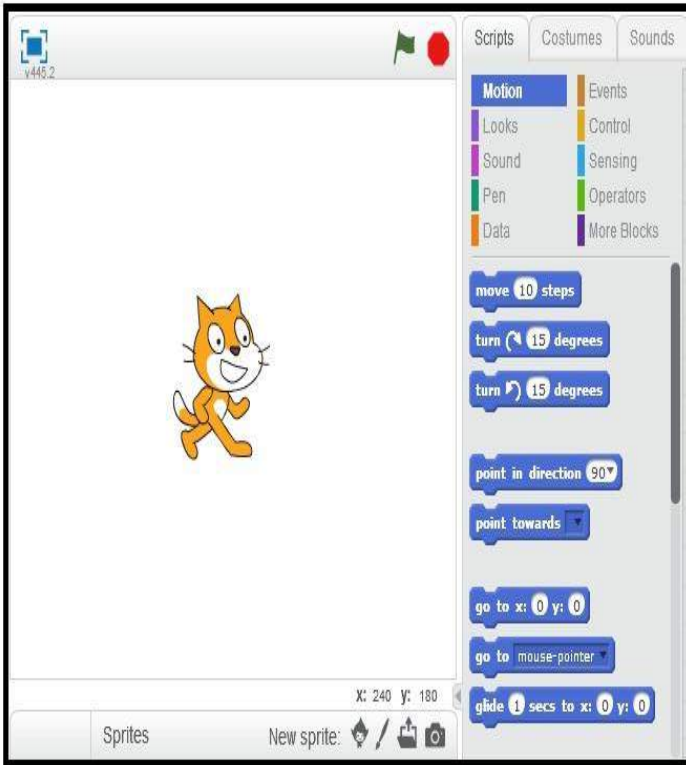 v445.2
Scripts Costumes Sounds
Motion Events
Looks Control
Sound Sensing
Pen Operators
Data More Blocks
move 10 steps
turn 15 degrees
turn 15 degrees
point in direction 90
point towards
go to x: 0 y: 0
go to mouse-pointer
glide 1 secs to x: 0 y: 0
x: 240 y: 180
Sprites New sprite: